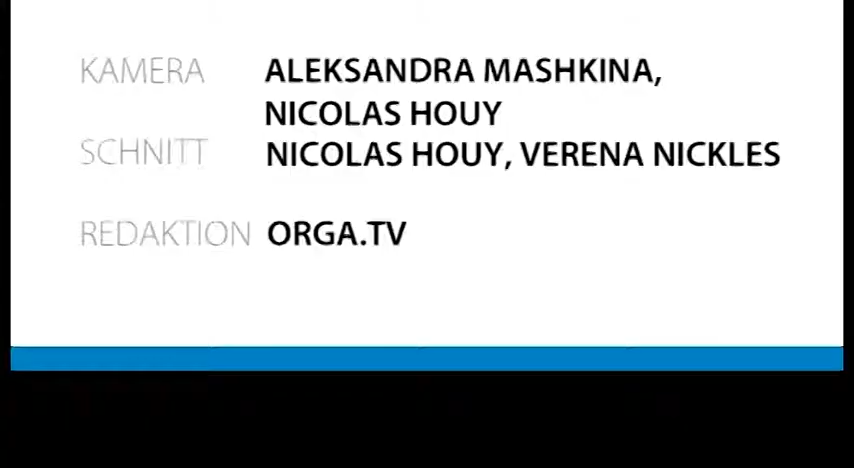 KAMERA ALEKSANDRA MASHKINA,
NICOLAS HOUY
SCHNITT NICOLAS HOUY, VERENA NICKLES
REDAKTION ORGA.TV